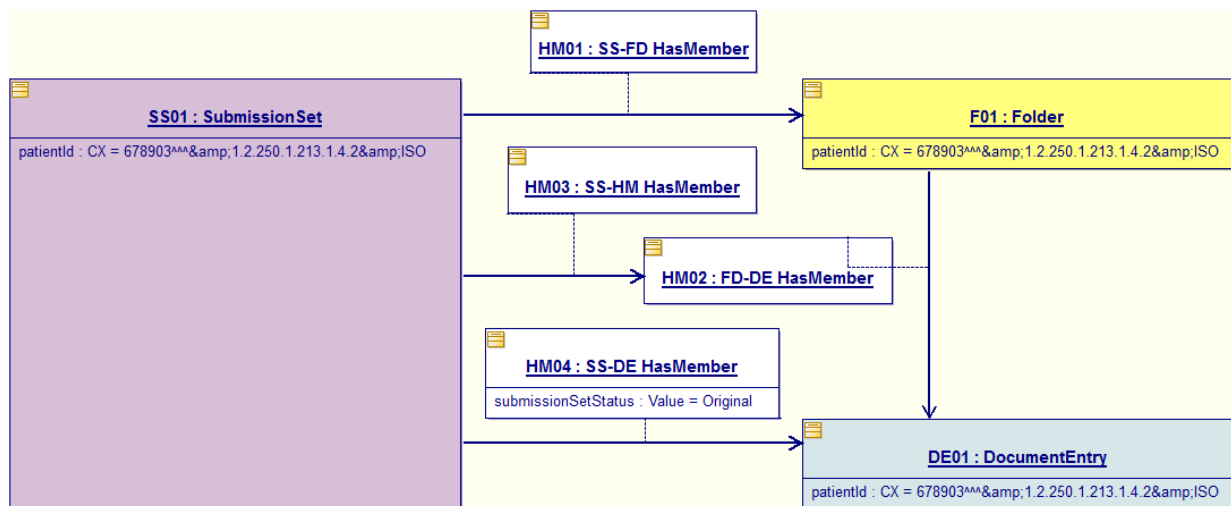 HM01 : SS-FD HasMember
SS01 : SubmissionSet
patientId : CX = 678903^^^&amp;1.2.250.1.213.1.4.2&amp;ISO
F01 : Folder
patientId : CX = 678903^^^&amp;1.2.250.1.213.1.4.2&amp;ISO
HM03 : SS-HM HasMember
HM02 : FD-DE HasMember
HM04 : SS-DE HasMember
submissionSetStatus : Value = Original
DE01 : DocumentEntry
patientId : CX = 678903^^^&amp;1.2.250.1.213.1.4.2&amp;ISO